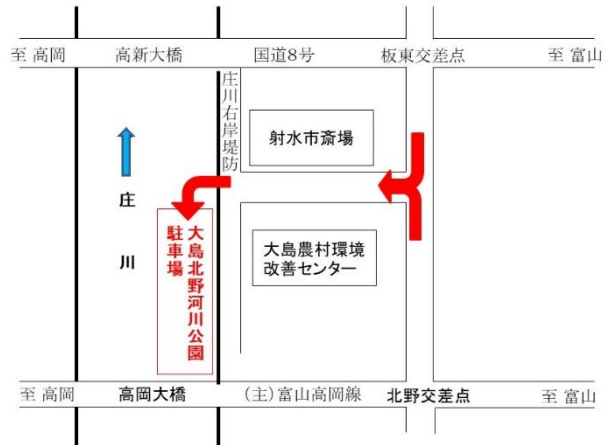 至 高岡
高新大橋
国道8号
板東交差点
至 富山
庄川右岸堤防
射水市斎場
庄川
大島北野河川公園
駐車場
大島農村環境
改善センター
至 高岡
高岡大橋
(主)富山高岡線
北野交差点
至 富山